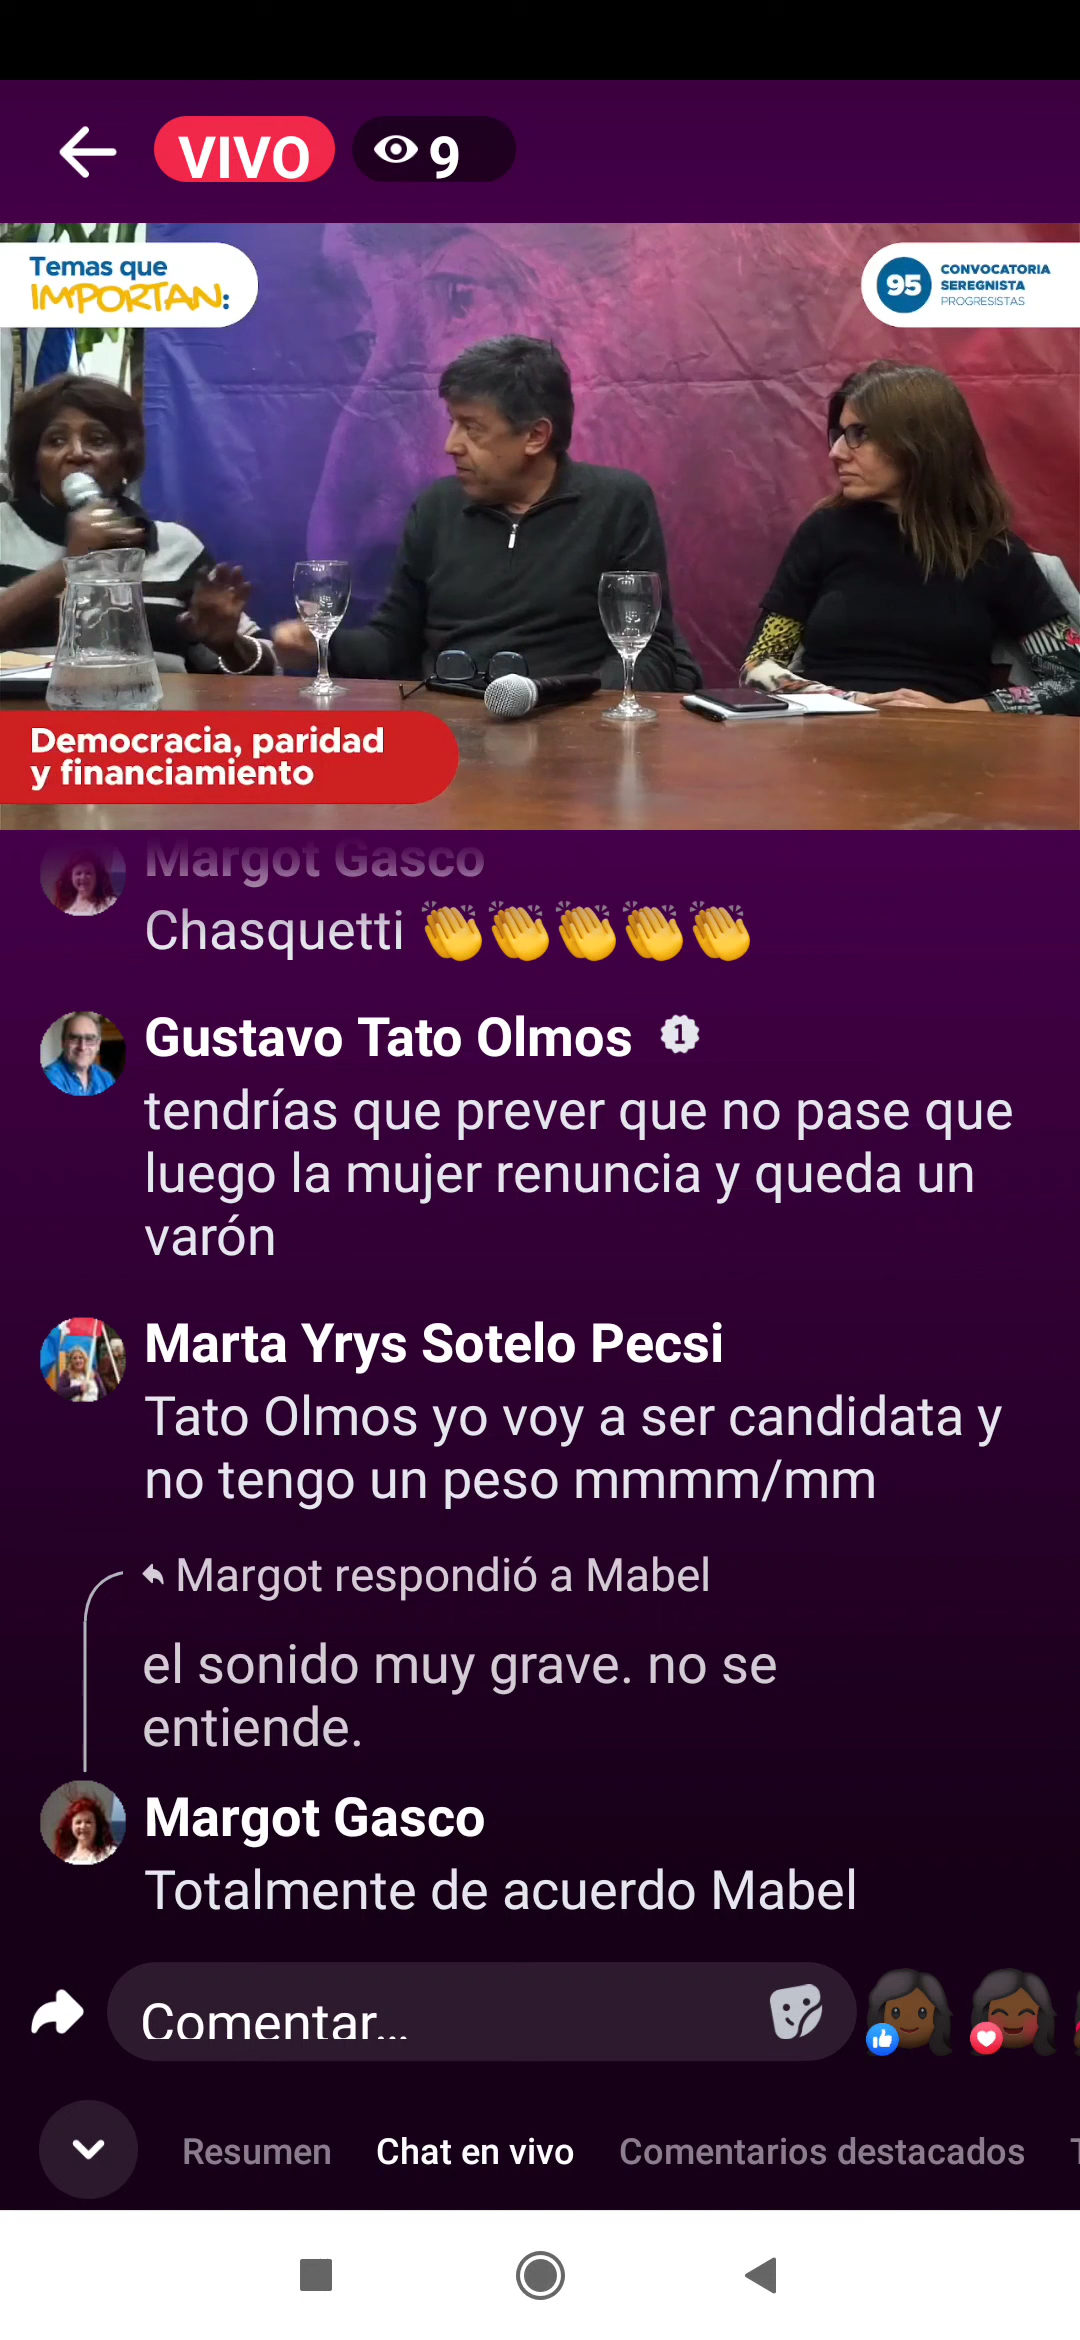 VIVO
9
Temas que
IMPORTAN:
95
CONVOCATORIA
SEREGNISTA
PROGRESISTAS
Democracia, paridad
y financiamiento
Margot Gasco
Chasquetti 👏👏👏👏👏
Gustavo Tato Olmos 1
tendrías que prever que no pase que
luego la mujer renuncia y queda un
varón
Marta Yrys Sotelo Pecsi
Tato Olmos yo voy a ser candidata y
no tengo un peso mmmm/mm
Margot respondió a Mabel
el sonido muy grave. no se
entiende.
Margot Gasco
Totalmente de acuerdo Mabel
Comentar...
Resumen Chat en vivo Comentarios destacados